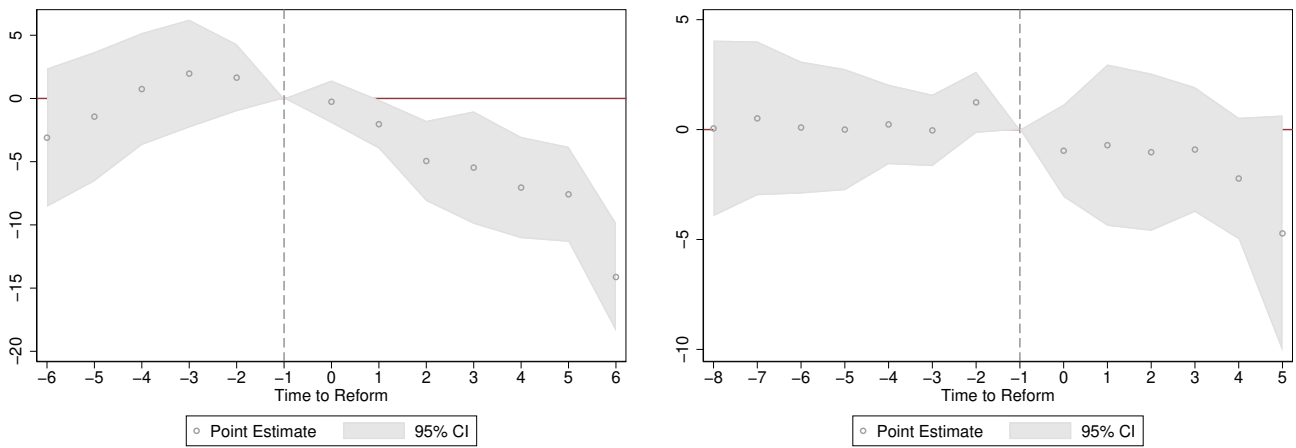 5
0
−5
−10
−15
−20
−6 −5 −4 −3 −2 −1 0 1 2 3 4 5 6
Time to Reform
Point Estimate 95% CI
5
0
−5
−10
−8 −7 −6 −5 −4 −3 −2 −1 0 1 2 3 4 5
Time to Reform
Point Estimate 95% CI